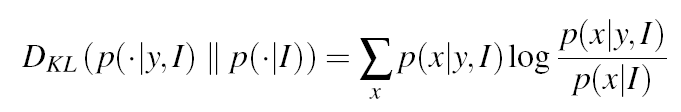 D_{KL} (p(·|y, I) ‖ p(·|I)) = ∑_x p(x|y, I) log \frac{p(x|y, I)}{p(x|I)}